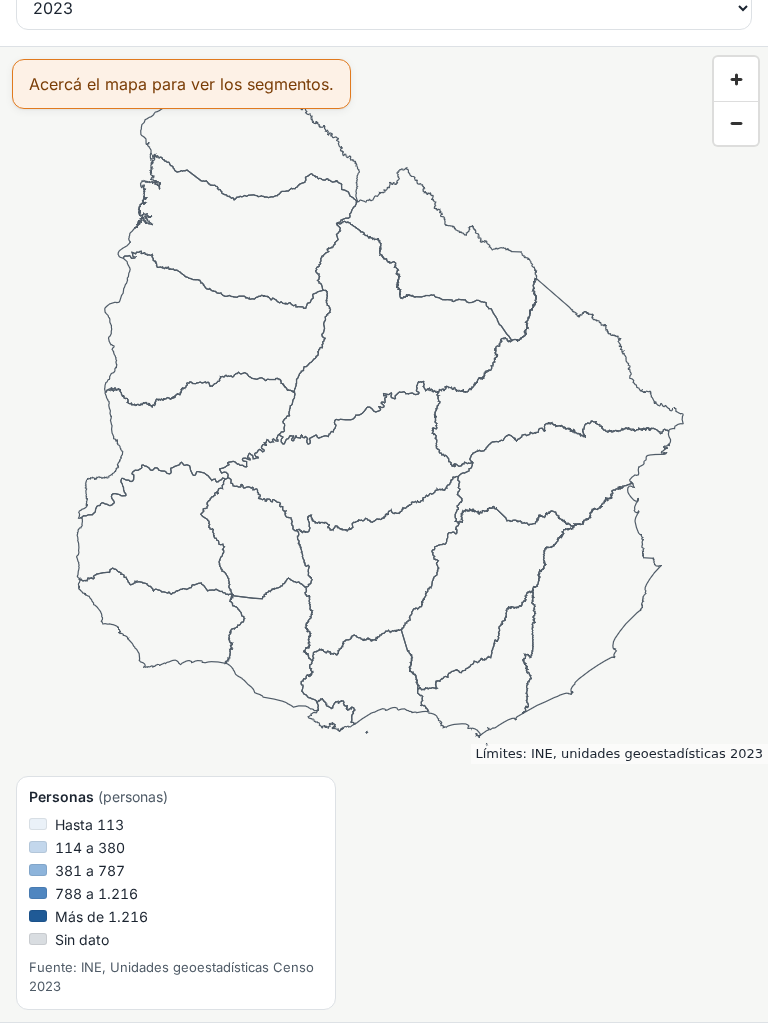 2023
Acercá el mapa para ver los segmentos.
+
−
Límites: INE, unidades geoestadísticas 2023
Personas (personas)
Hasta 113
114 a 380
381 a 787
788 a 1.216
Más de 1.216
Sin dato
Fuente: INE, Unidades geoestadísticas Censo
2023